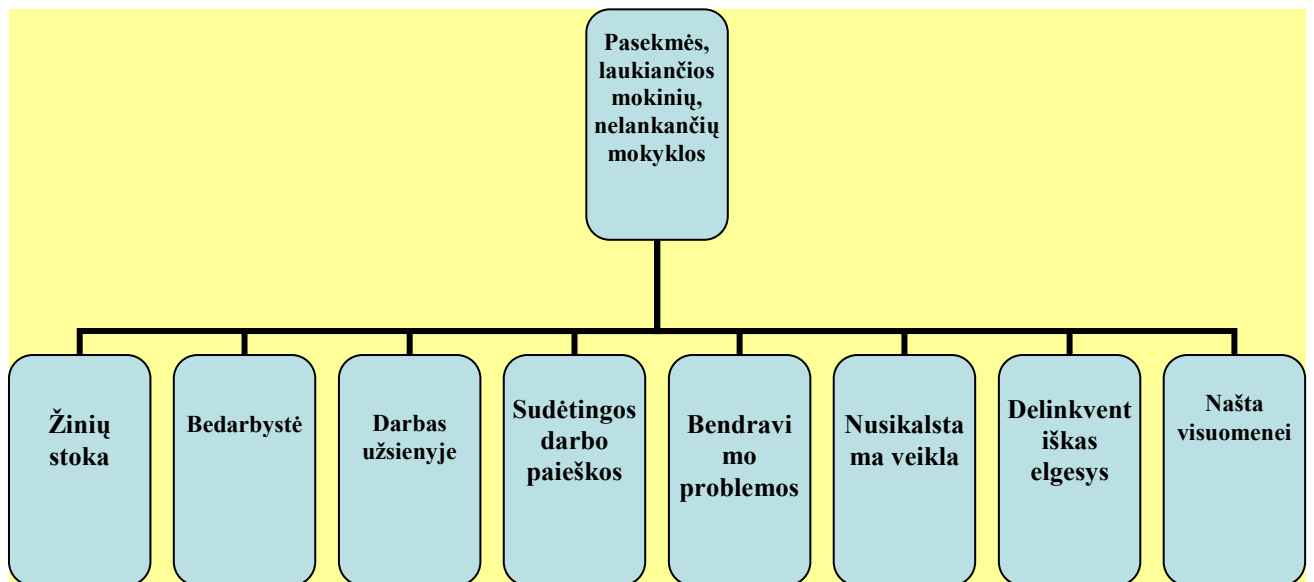 Pasekmės,
laukiančios
mokinių,
nelankančių
mokyklos
Žinių
stoka
Bedarbystė
Darbas
užsienyje
Sudėtingos
darbo
paieškos
Bendravi
mo
problemos
Nusikalsta
ma veikla
Delinkvent
iškas
elgesys
Našta
visuomenei